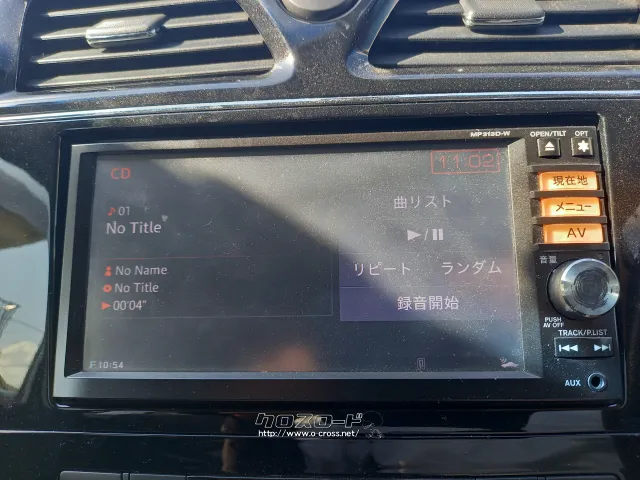 MP313D-W
OPEN/TILT OPT
CD
11:02
現在地
♪01
曲リスト
メニュー
No Title
▶/II
AV
音量
No Name
リピート ランダム
No Title
00'04"
録音開始
PUSH
AV OFF
TRACK/P.LIST
10:54
AUX
クロスロード
http://www.o-cross.net/